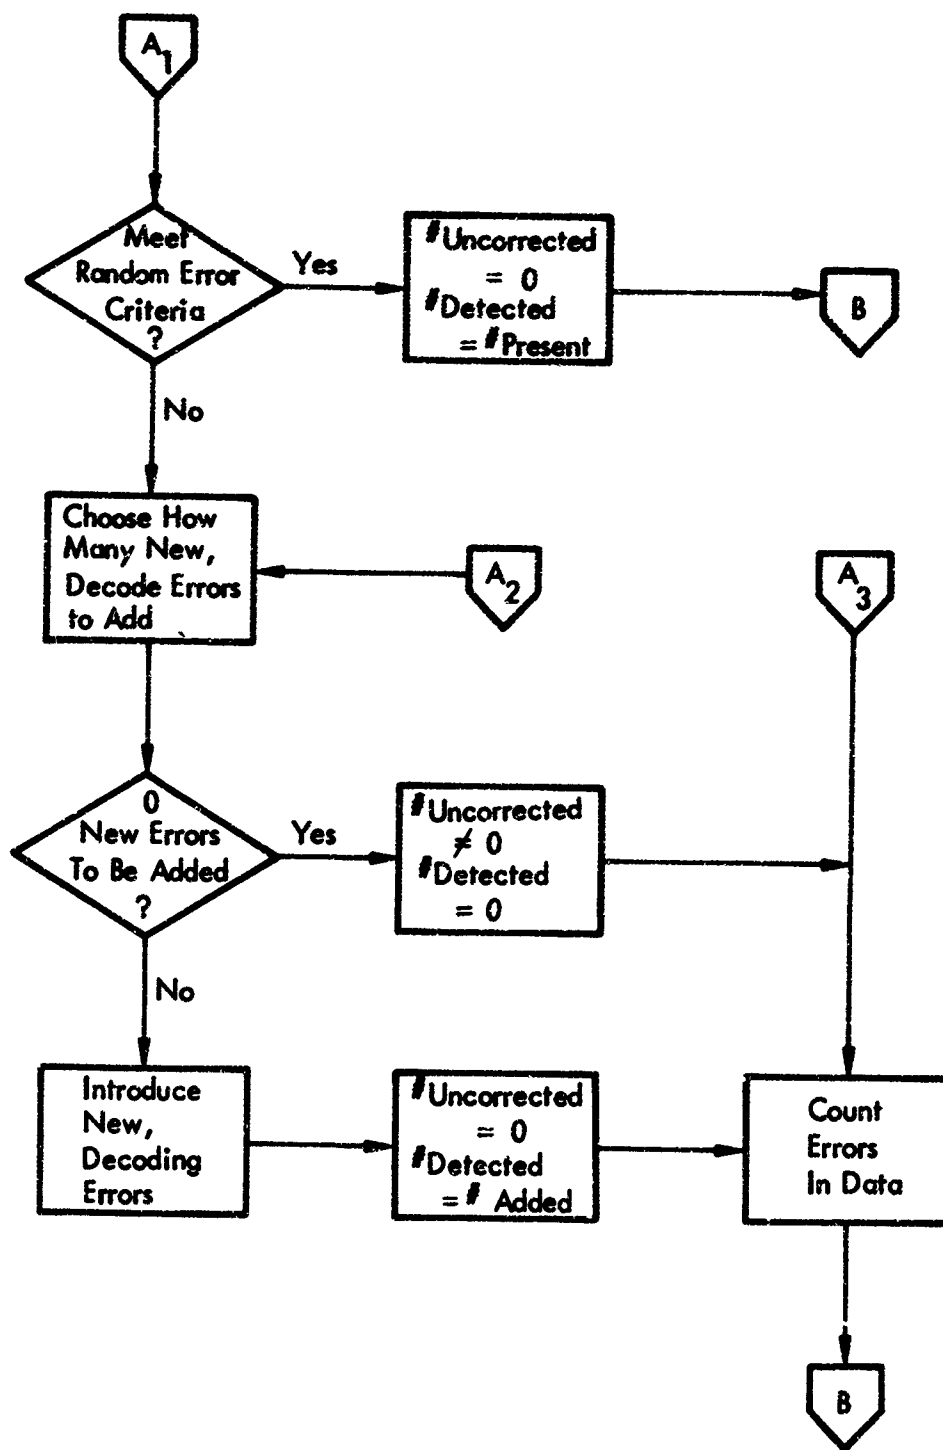 A1
Meet
Random Error
Criteria
?
Yes
#Uncorrected
= 0
#Detected
= #Present
B
No
Choose How
Many New,
Decode Errors
to Add
A2
A3
0
New Errors
To Be Added
?
Yes
#Uncorrected
≠ 0
#Detected
= 0
No
Introduce
New,
Decoding
Errors
#Uncorrected
= 0
#Detected
= # Added
Count
Errors
In Data
B